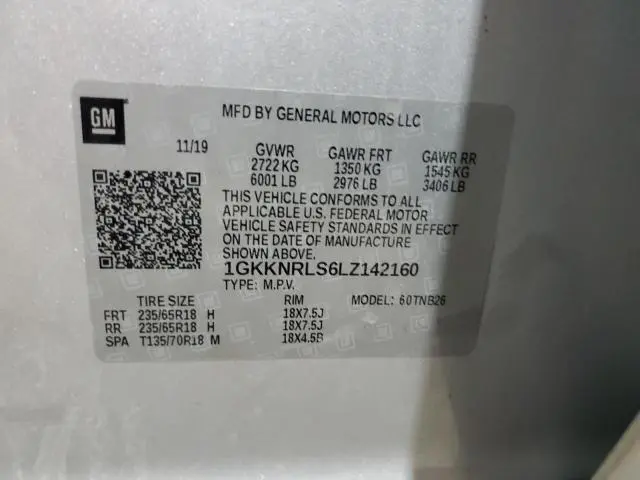 GM
MFD BY GENERAL MOTORS LLC
11/19 GVWR GAWR FRT GAWR RR
2722 KG 1350 KG 1545 KG
6001 LB 2976 LB 3406 LB
THIS VEHICLE CONFORMS TO ALL
APPLICABLE U.S. FEDERAL MOTOR
VEHICLE SAFETY STANDARDS IN EFFECT
ON THE DATE OF MANUFACTURE
SHOWN ABOVE.
1GKKNRLS6LZ142160
TYPE: M.P.V. MODEL: 60TNB26
TIRE SIZE RIM
FRT 235/65R18 H 18X7.5J
RR 235/65R18 H 18X7.5J
SPA T135/70R18 M 18X4.5B